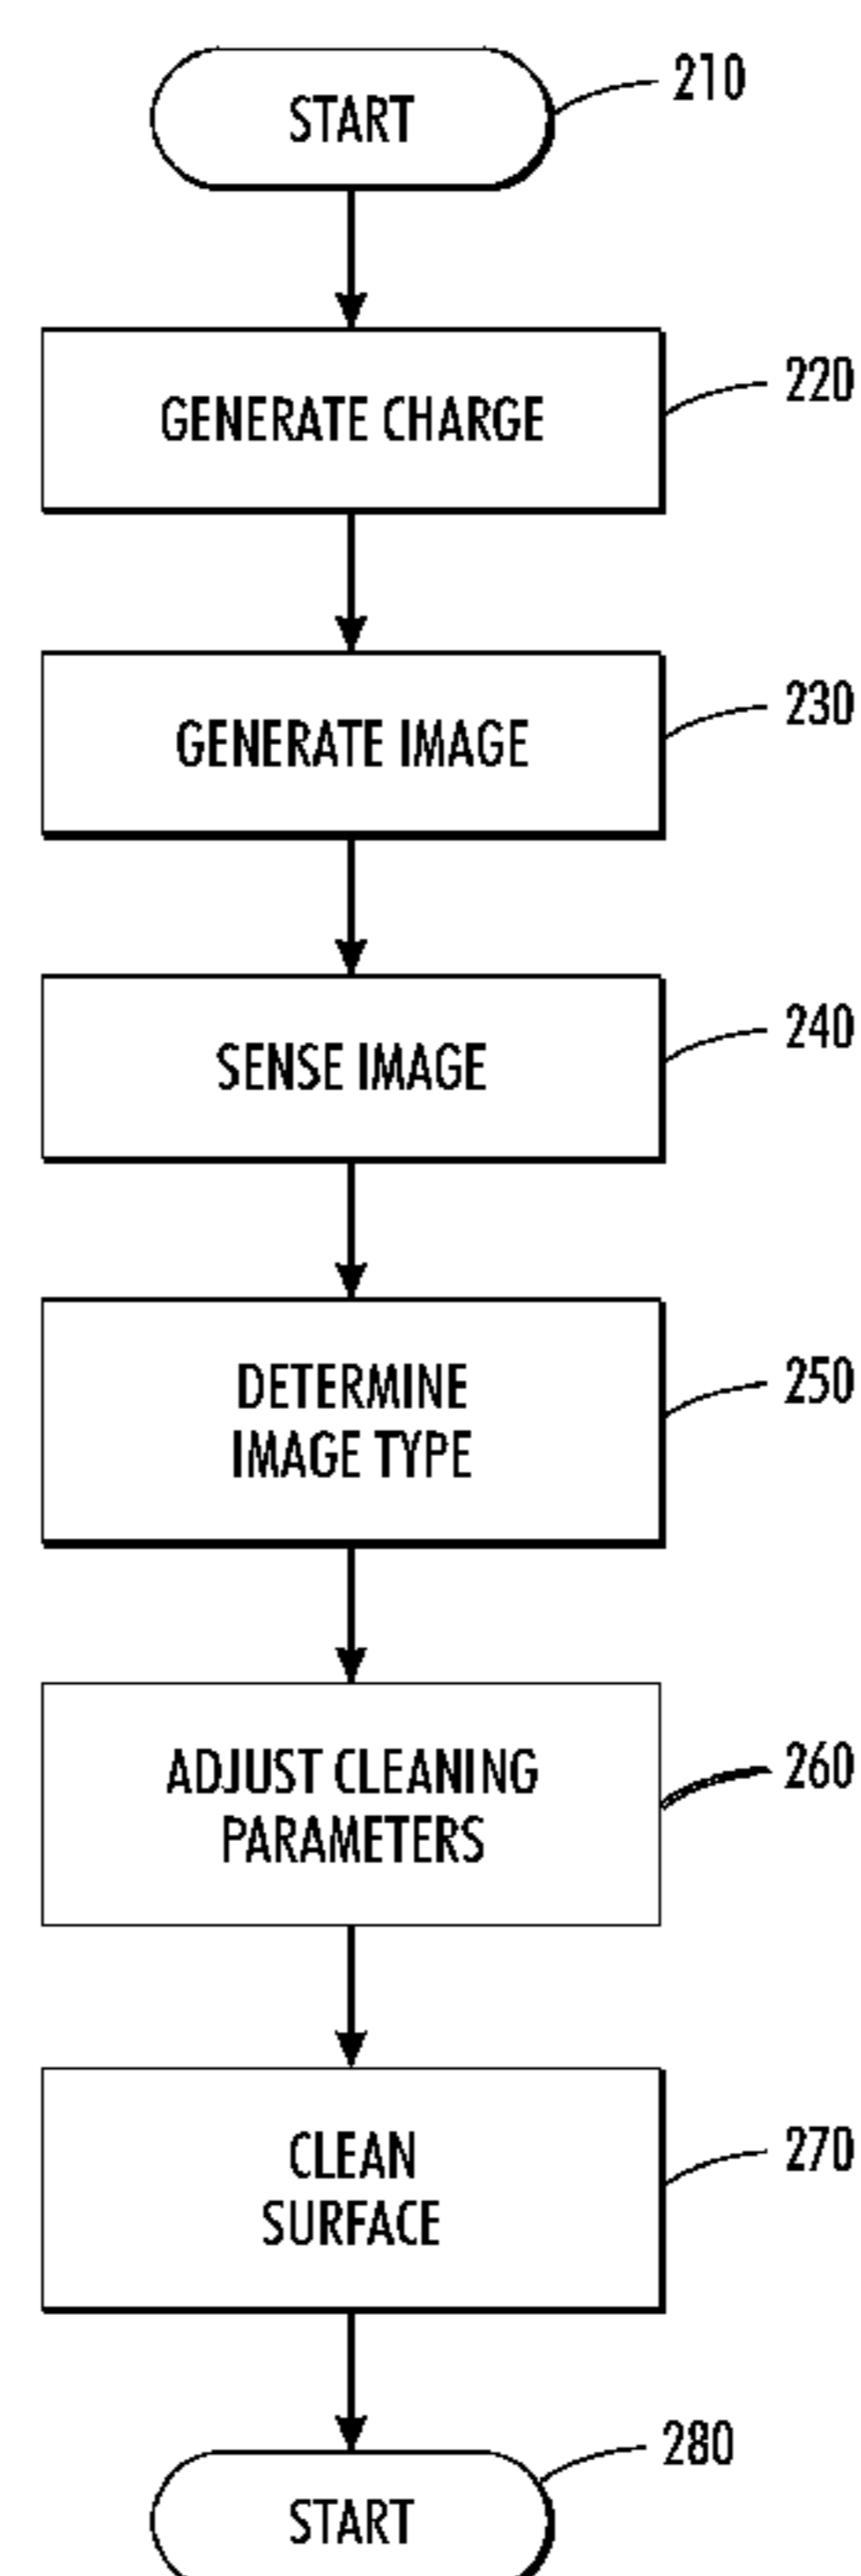 START
210
GENERATE CHARGE
220
GENERATE IMAGE
230
SENSE IMAGE
240
DETERMINE
IMAGE TYPE
250
ADJUST CLEANING
PARAMETERS
260
CLEAN
SURFACE
270
START
280